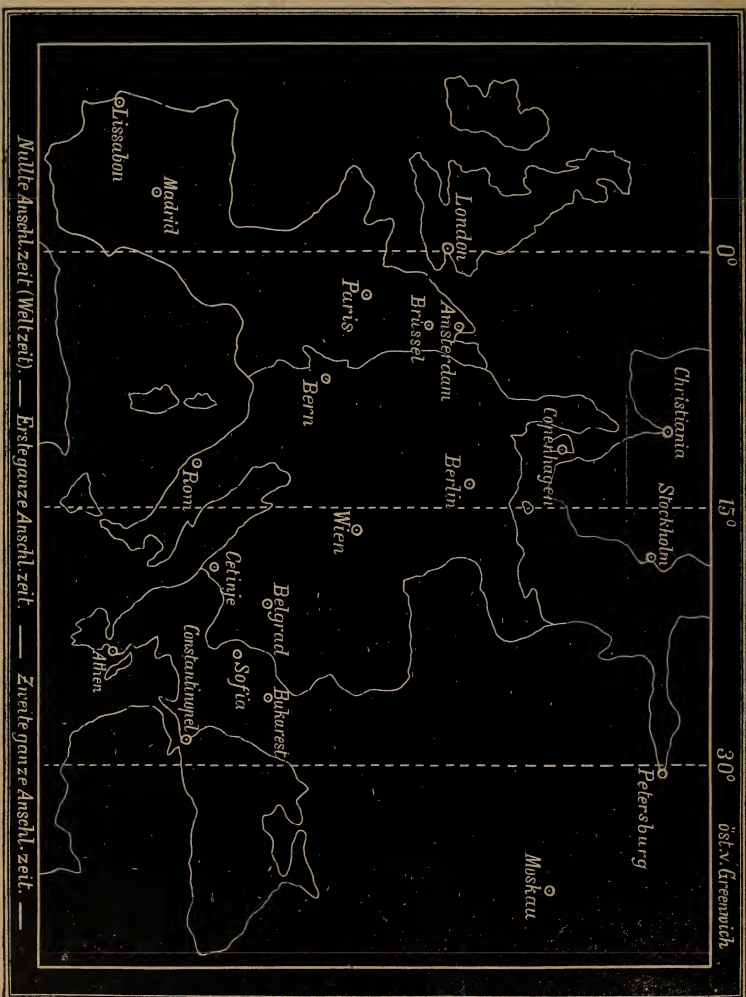 0°
15°
30°
öst. v. Greenwich
Christiania
Stockholm
Petersburg
Copenhagen
Moskau
London
Amsterdam
Brüssel
Berlin
Paris
Wien
Bern
Belgrad
Bukurest
Cetinje
Sofia
Rom
Constantinopel
Madrid
Lissabon
Athen
Nullte Anschl. zeit (Weltzeit). — Erste ganze Anschl. zeit. — Zweite ganze Anschl. zeit. —